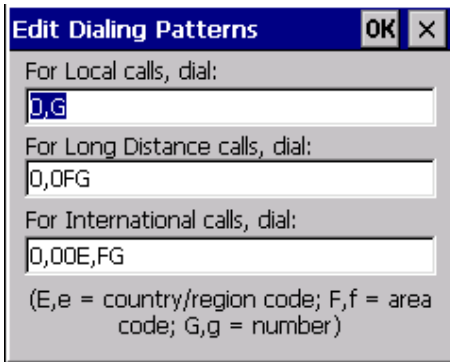 Edit Dialing Patterns OK ×
For Local calls, dial:
0,G
For Long Distance calls, dial:
0,0FG
For International calls, dial:
0,00E,FG
(E,e = country/region code; F,f = area
code; G,g = number)